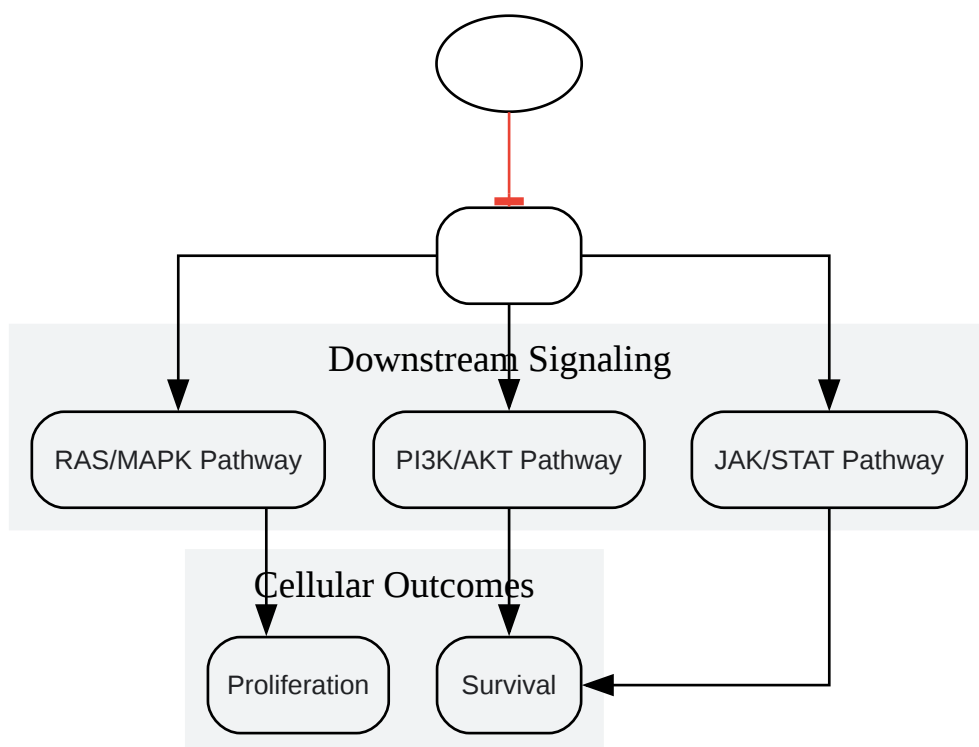 Downstream Signaling
RAS/MAPK Pathway
PI3K/AKT Pathway
JAK/STAT Pathway
Cellular Outcomes
Proliferation
Survival